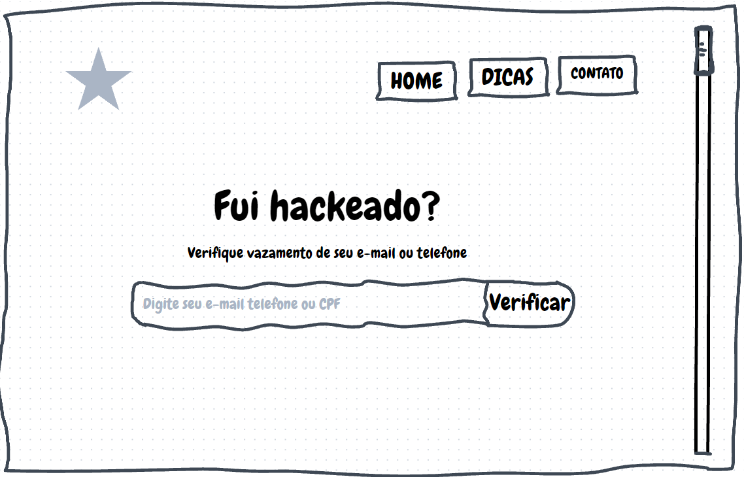 HOME
DICAS
CONTATO
Fui hackeado?
Verifique vazamento de seu e-mail ou telefone
Digite seu e-mail telefone ou CPF
Verificar